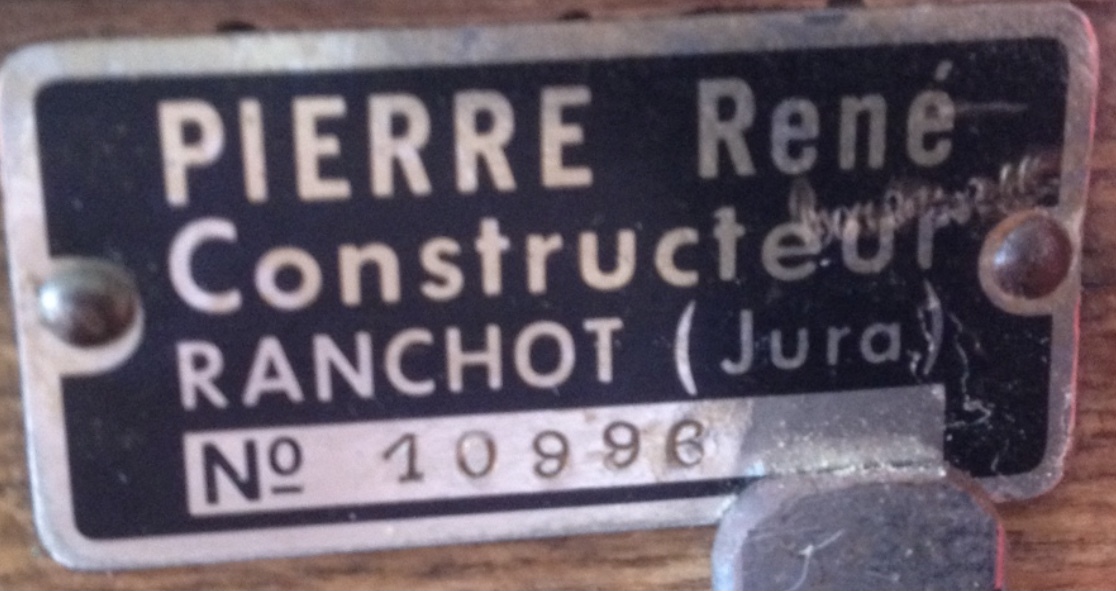 PIERRE René
Constructeur
RANCHOT (Jura)
Nº 10996